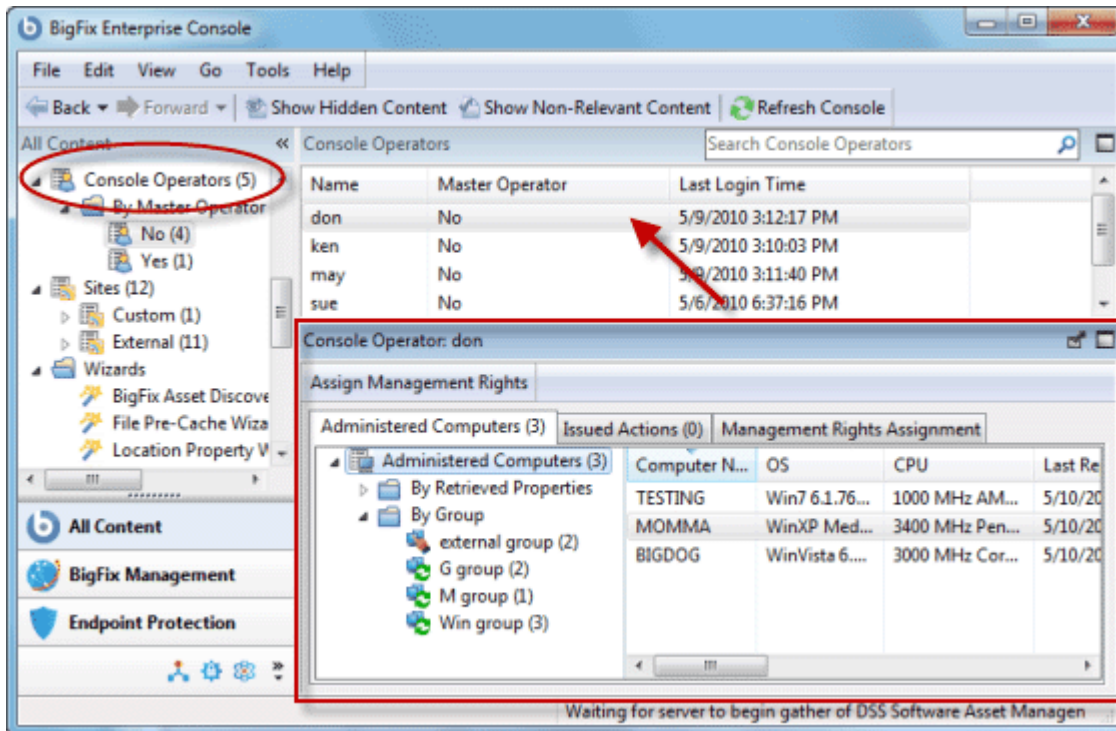 BigFix Enterprise Console
File Edit View Go Tools Help
Back Forward Show Hidden Content Show Non-Relevant Content Refresh Console
All Content
Console Operators (5)
By Master Operator
No (4)
Yes (1)
Sites (12)
Custom (1)
External (11)
Wizards
BigFix Asset Discove
File Pre-Cache Wiza
Location Property W
All Content
BigFix Management
Endpoint Protection
Console Operators Search Console Operators
Name Master Operator Last Login Time
don No 5/9/2010 3:12:17 PM
ken No 5/9/2010 3:10:03 PM
may No 5/9/2010 3:11:40 PM
sue No 5/6/2010 6:37:16 PM
Console Operator: don
Assign Management Rights
Administered Computers (3) Issued Actions (0) Management Rights Assignment
Administered Computers (3)
By Retrieved Properties
By Group
external group (2)
G group (2)
M group (1)
Win group (3)
Computer N... OS CPU Last Re
TESTING Win7 6.1.76... 1000 MHz AM... 5/10/20
MOMMA WinXP Med... 3400 MHz Pen... 5/10/20
BIGDOG WinVista 6.... 3000 MHz Cor... 5/10/20
Waiting for server to begin gather of DSS Software Asset Managen